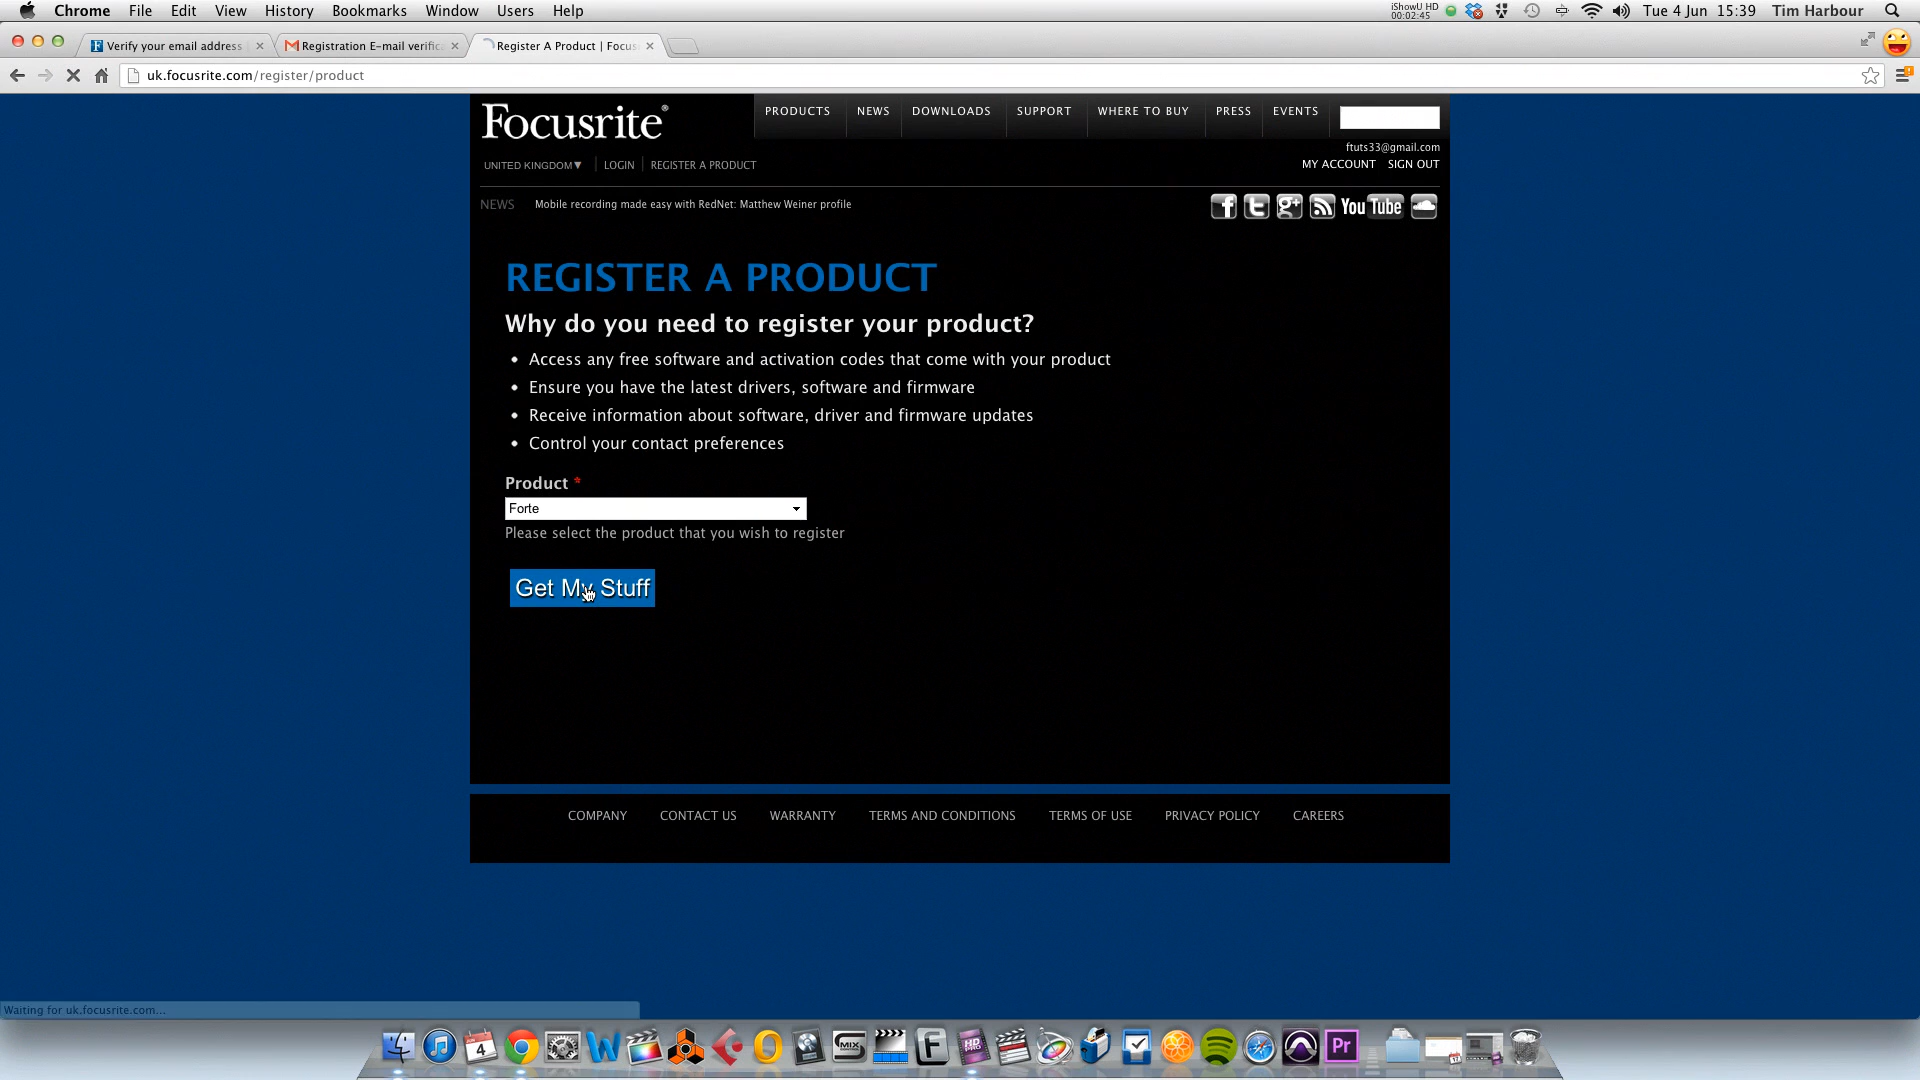 Chrome File Edit View History Bookmarks Window Users Help iShowU HD 00:02:45 Tue 4 Jun 15:39 Tim Harbour
Verify your email address Registration E-mail verific Register A Product | Focus
uk.focusrite.com/register/product
Focusrite®
PRODUCTS NEWS DOWNLOADS SUPPORT WHERE TO BUY PRESS EVENTS
ftuts33@gmail.com
UNITED KINGDOM▼ LOGIN REGISTER A PRODUCT MY ACCOUNT SIGN OUT
NEWS Mobile recording made easy with RedNet: Matthew Weiner profile You Tube
REGISTER A PRODUCT
Why do you need to register your product?
• Access any free software and activation codes that come with your product
• Ensure you have the latest drivers, software and firmware
• Receive information about software, driver and firmware updates
• Control your contact preferences
Product *
Forte
Please select the product that you wish to register
Get My Stuff
COMPANY CONTACT US WARRANTY TERMS AND CONDITIONS TERMS OF USE PRIVACY POLICY CAREERS
Waiting for uk.focusrite.com...
4 MIX HD PRO Pr 17